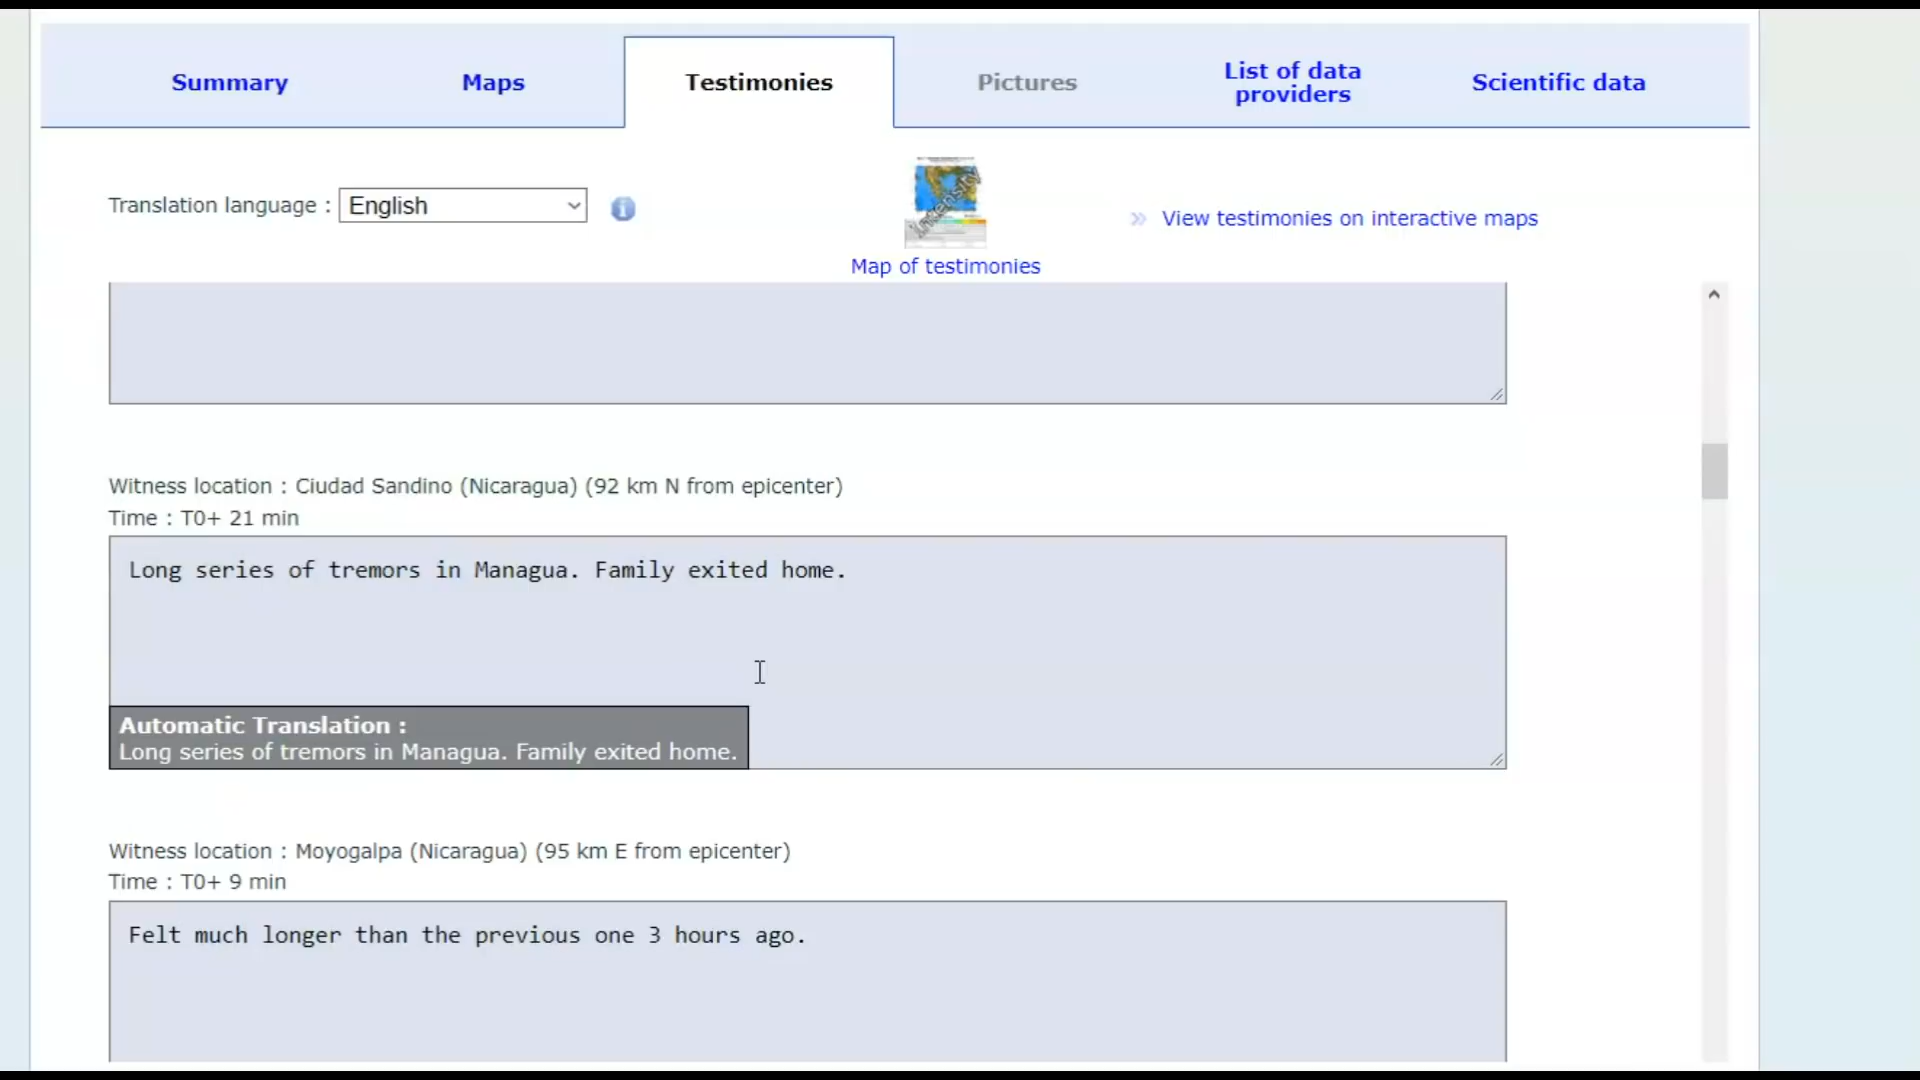 Summary
Maps
Testimonies
Pictures
List of data
providers
Scientific data
Translation language :
English
Intensity
Map of testimonies
View testimonies on interactive maps
Witness location : Ciudad Sandino (Nicaragua) (92 km N from epicenter)
Time : T0+ 21 min
Long series of tremors in Managua. Family exited home.
Automatic Translation :
Long series of tremors in Managua. Family exited home.
Witness location : Moyogalpa (Nicaragua) (95 km E from epicenter)
Time : T0+ 9 min
Felt much longer than the previous one 3 hours ago.